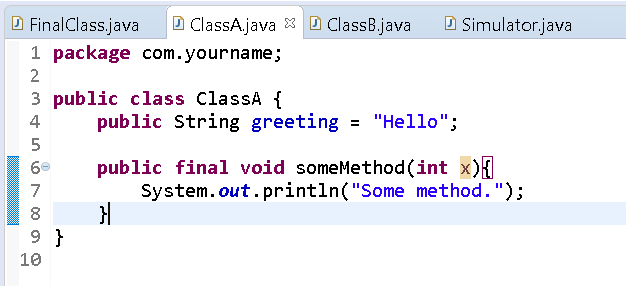 FinalClass.java ClassA.java ClassB.java Simulator.java
1 package com.yourname;
2
3 public class ClassA {
4 public String greeting = "Hello";
5
6 public final void someMethod(int x){
7 System.out.println("Some method.");
8 }
9 }
10